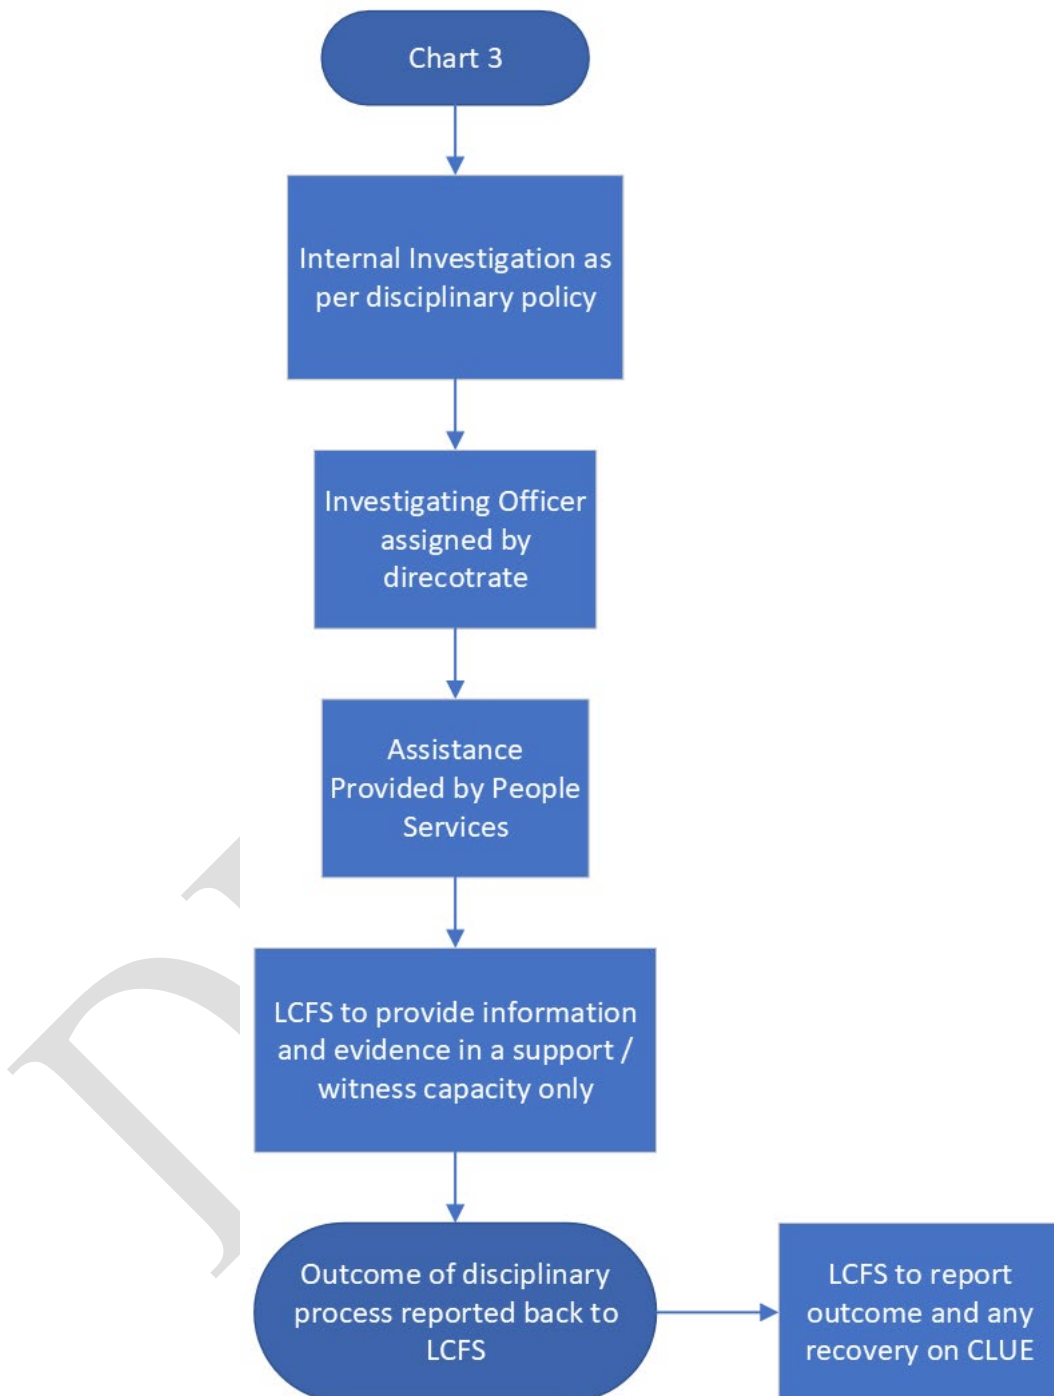 Chart 3
Internal Investigation as
per disciplinary policy
Investigating Officer
assigned by
direcotrate
Assistance
Provided by People
Services
LCFS to provide information
and evidence in a support /
witness capacity only
Outcome of disciplinary
process reported back to
LCFS
LCFS to report
outcome and any
recovery on CLUE